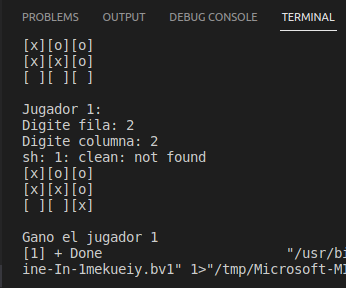 PROBLEMS OUTPUT DEBUG CONSOLE TERMINAL
[x][o][o]
[x][x][o]
[ ][ ][ ]
Jugador 1:
Digite fila: 2
Digite columna: 2
sh: 1: clean: not found
[x][o][o]
[x][x][o]
[ ][ ][x]
Gano el jugador 1
[1] + Done "/usr/bi
ine-In-1mekueiy.bv1" 1>"/tmp/Microsoft-MI